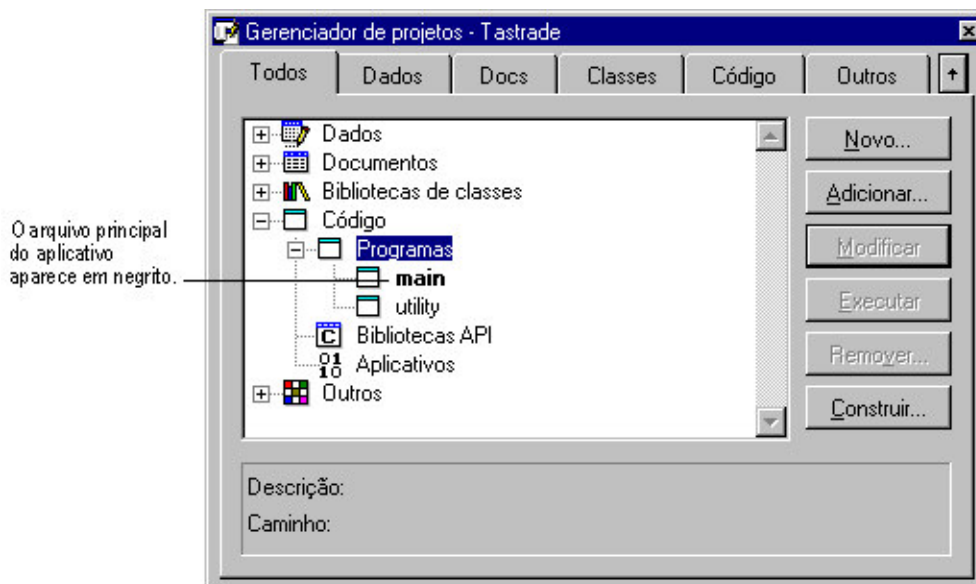 Gerenciador de projetos - Tastrade
Todos Dados Docs Classes Código Outros
Dados
Documentos
Bibliotecas de classes
Código
Programas
main
utility
Bibliotecas API
Aplicativos
Outros
Novo...
Adicionar...
Modificar
Executar
Remover...
Construir...
O arquivo principal
do aplicativo
aparece em negrito.
Descrição:
Caminho: